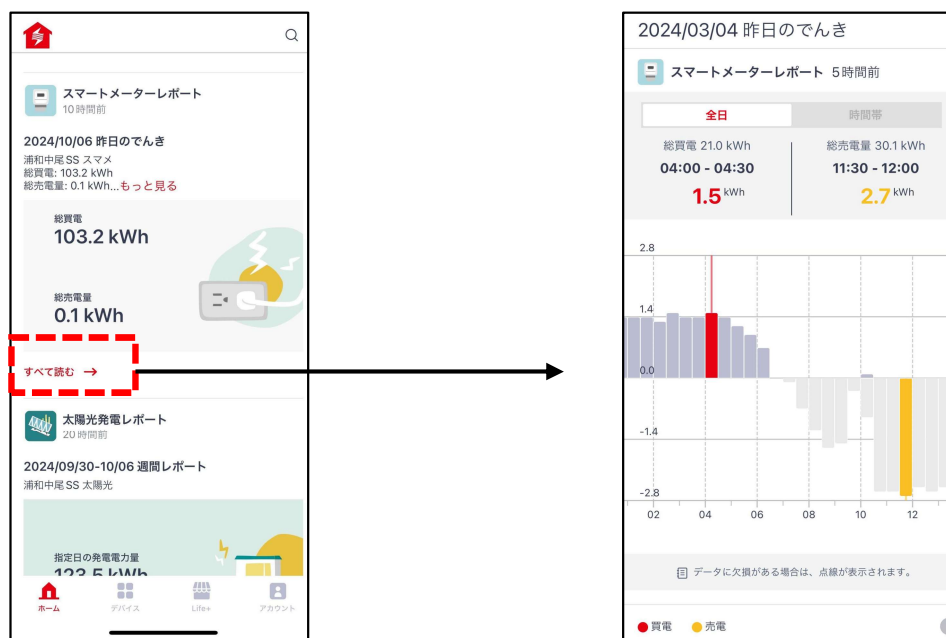 スマートメーターレポート
10時間前
2024/10/06 昨日のでんき
浦和中尾SS スマメ
総買電: 103.2 kWh
総売電量: 0.1 kWh...もっと見る
総買電
103.2 kWh
総売電量
0.1 kWh
すべて読む →
太陽光発電レポート
20時間前
2024/09/30-10/06 週間レポート
浦和中尾SS 太陽光
指定日の発電電力量
123.5 kWh
ホーム デバイス Life+ アカウント
2024/03/04 昨日のでんき
スマートメーターレポート 5時間前
全日 時間帯
総買電 21.0 kWh 総売電量 30.1 kWh
04:00 - 04:30 11:30 - 12:00
1.5 kWh 2.7 kWh
2.8
1.4
0.0
-1.4
-2.8
02 04 06 08 10 12
データに欠損がある場合は、点線が表示されます。
買電 売電